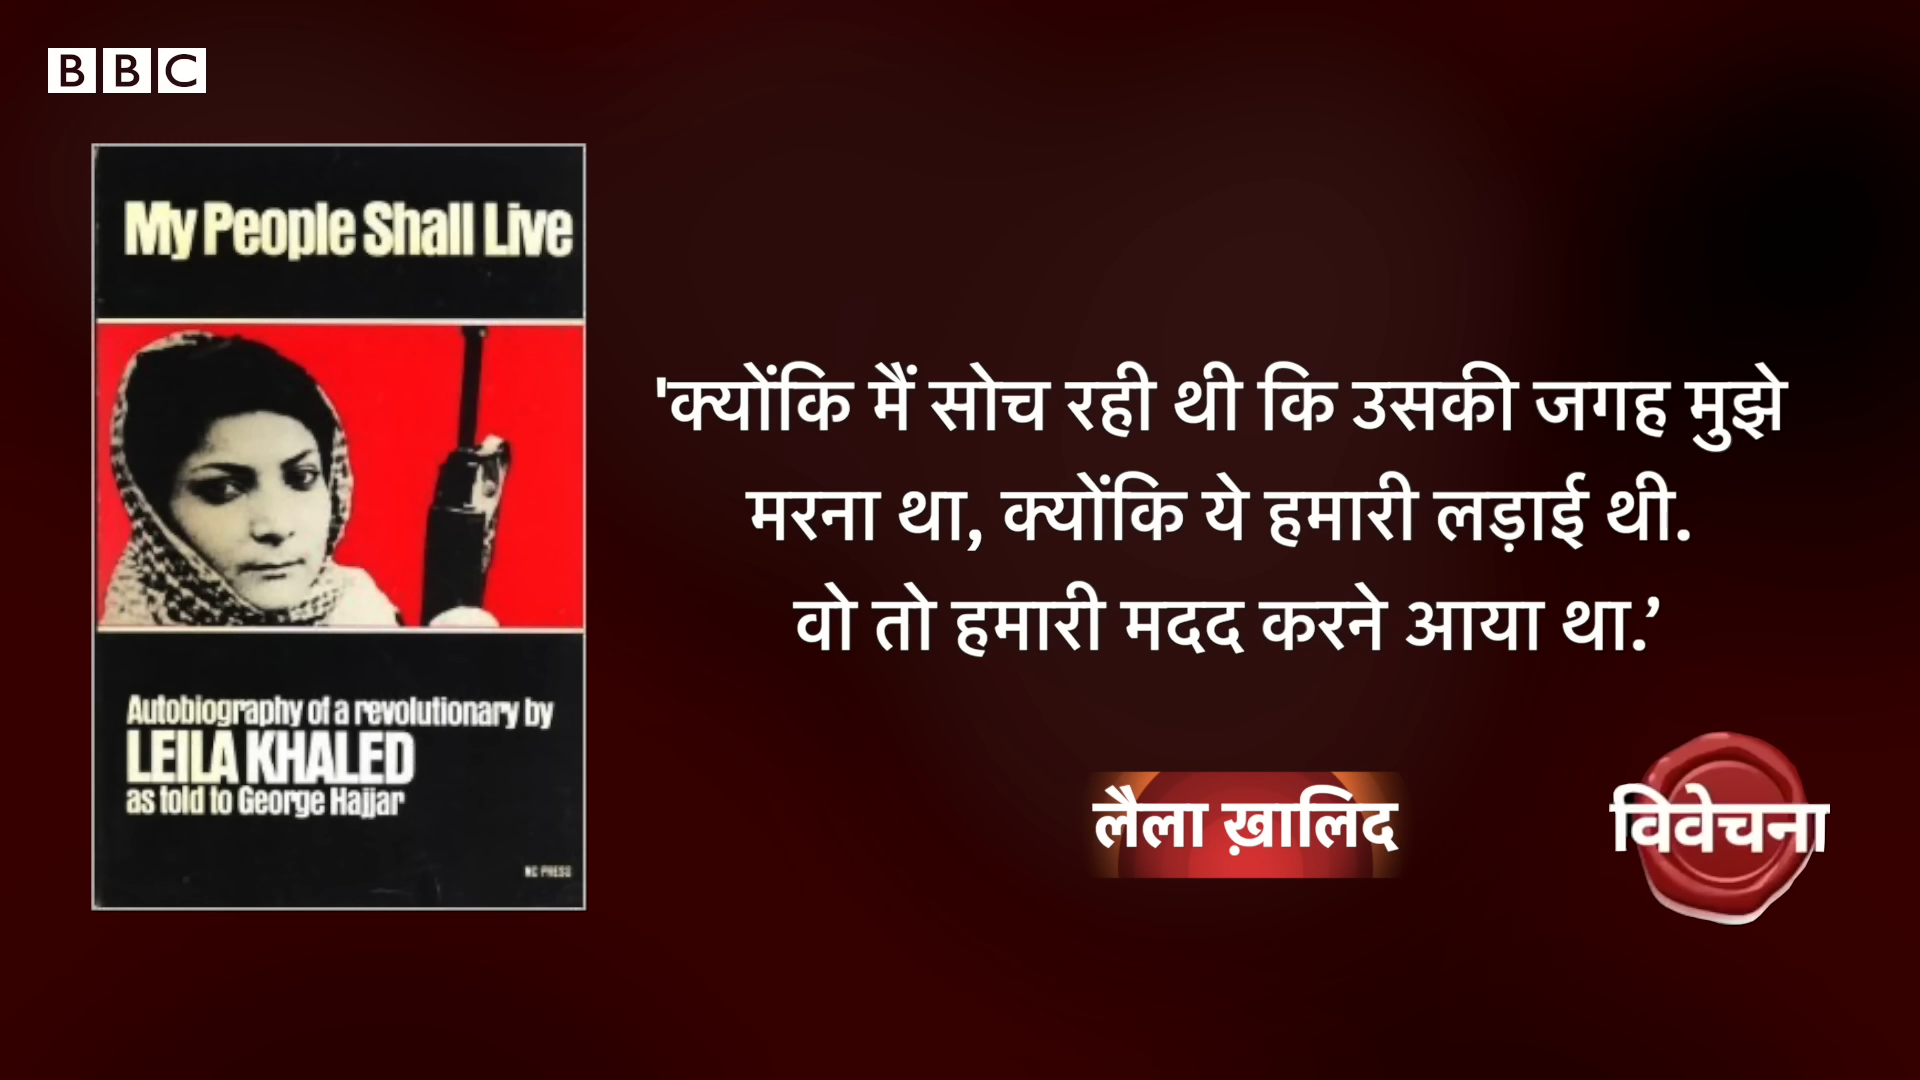 BBC
My People Shall Live
Autobiography of a revolutionary by
LEILA KHALED
as told to George Hajjar
NC PRESS
'क्योंकि मैं सोच रही थी कि उसकी जगह मुझे
मरना था, क्योंकि ये हमारी लड़ाई थी.
वो तो हमारी मदद करने आया था.’
लैला ख़ालिद
विवेचना